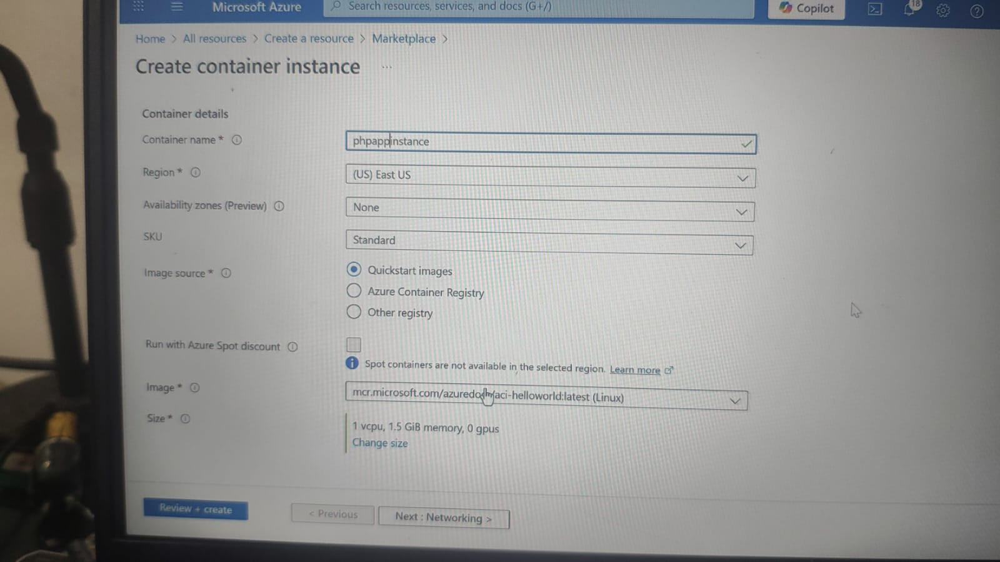 Microsoft Azure
Search resources, services, and docs (G+/)
Copilot
18
Home > All resources > Create a resource > Marketplace >
Create container instance ...
Container details
Container name *
phpappinstance
Region *
(US) East US
Availability zones (Preview)
None
SKU
Standard
Image source *
Quickstart images
Azure Container Registry
Other registry
Run with Azure Spot discount
Spot containers are not available in the selected region. Learn more
Image *
mcr.microsoft.com/azuredocs/aci-helloworld:latest (Linux)
Size *
1 vcpu, 1.5 GiB memory, 0 gpus
Change size
Review + create
< Previous
Next : Networking >